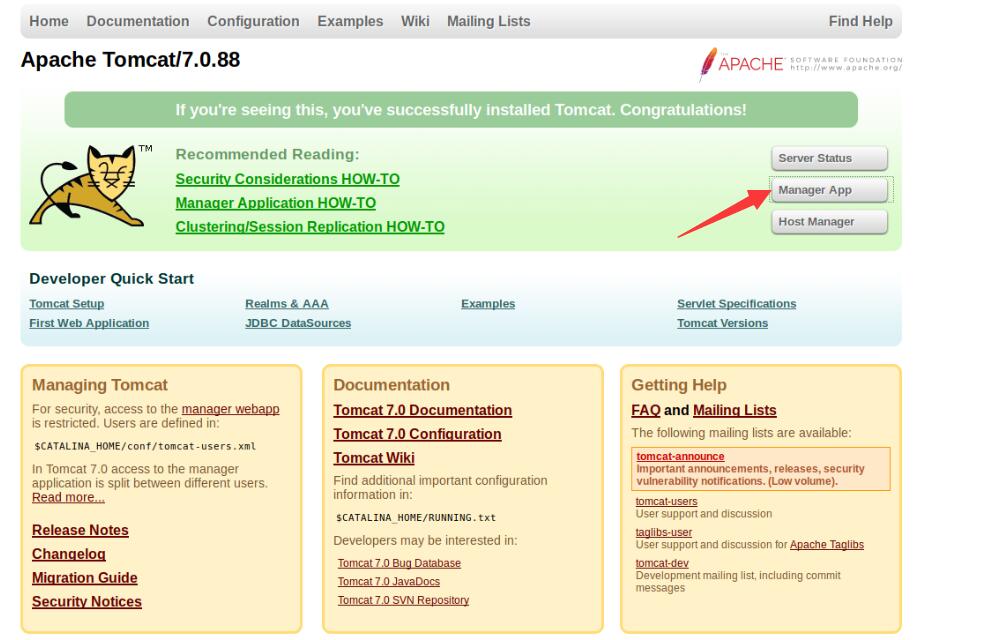 Home Documentation Configuration Examples Wiki Mailing Lists Find Help
Apache Tomcat/7.0.88
THE APACHE™ SOFTWARE FOUNDATION
http://www.apache.org/
If you're seeing this, you've successfully installed Tomcat. Congratulations!
TM
Recommended Reading:
Security Considerations HOW-TO
Manager Application HOW-TO
Clustering/Session Replication HOW-TO
Server Status
Manager App
Host Manager
Developer Quick Start
Tomcat Setup
First Web Application
Realms & AAA
JDBC DataSources
Examples
Servlet Specifications
Tomcat Versions
Managing Tomcat
For security, access to the manager webapp
is restricted. Users are defined in:
$CATALINA_HOME/conf/tomcat-users.xml
In Tomcat 7.0 access to the manager
application is split between different users.
Read more...
Release Notes
Changelog
Migration Guide
Security Notices
Documentation
Tomcat 7.0 Documentation
Tomcat 7.0 Configuration
Tomcat Wiki
Find additional important configuration
information in:
$CATALINA_HOME/RUNNING.txt
Developers may be interested in:
Tomcat 7.0 Bug Database
Tomcat 7.0 JavaDocs
Tomcat 7.0 SVN Repository
Getting Help
FAQ and Mailing Lists
The following mailing lists are available:
tomcat-announce
Important announcements, releases, security
vulnerability notifications. (Low volume).
tomcat-users
User support and discussion
taglibs-user
User support and discussion for Apache Taglibs
tomcat-dev
Development mailing list, including commit
messages